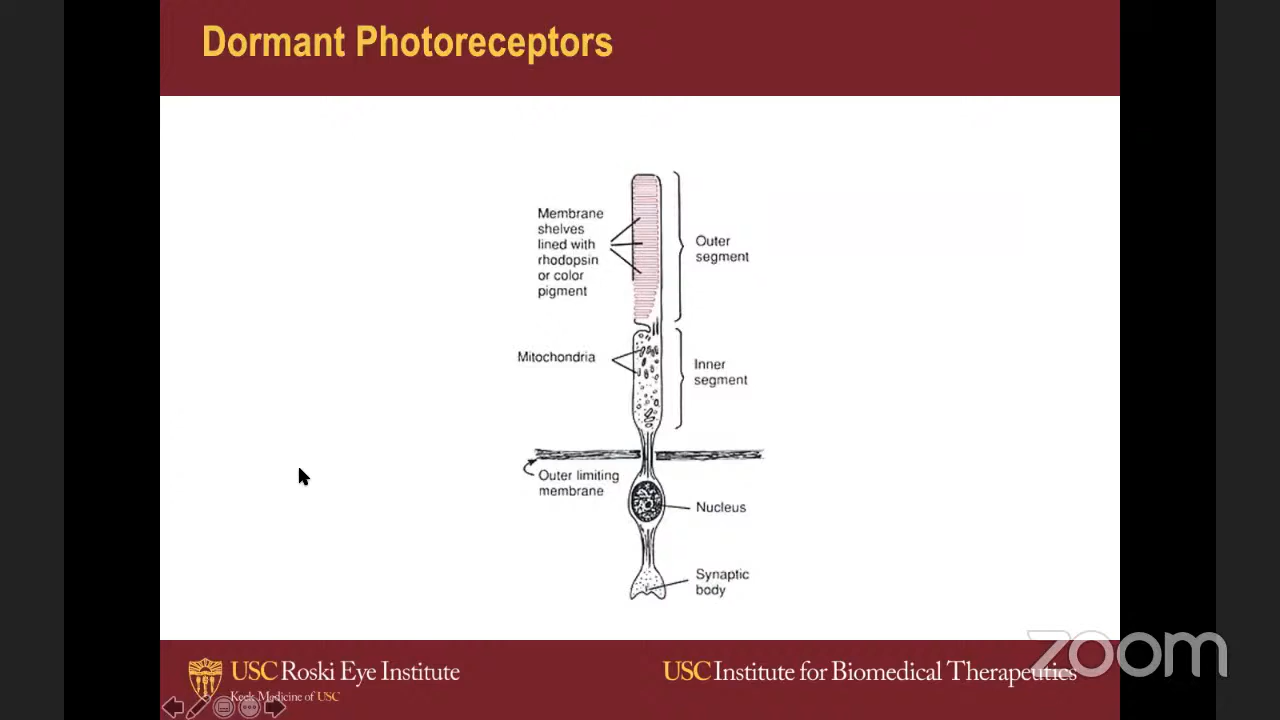 Dormant Photoreceptors
Membrane
shelves
lined with
rhodopsin
or color
pigment
Outer
segment
Mitochondria
Inner
segment
Outer limiting
membrane
Nucleus
Synaptic
body
USC Roski Eye Institute
Keck Medicine of USC
USC Institute for Biomedical Therapeutics
zoom